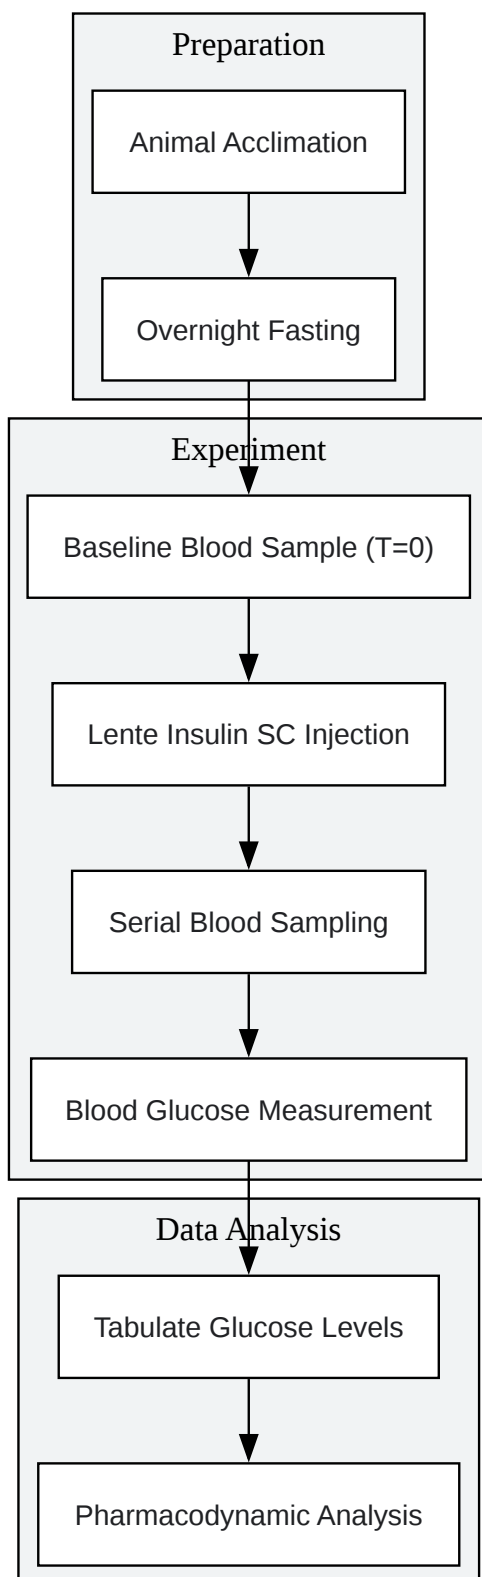 Preparation
Animal Acclimation
Overnight Fasting
Experiment
Baseline Blood Sample (T=0)
Lente Insulin SC Injection
Serial Blood Sampling
Blood Glucose Measurement
Data Analysis
Tabulate Glucose Levels
Pharmacodynamic Analysis